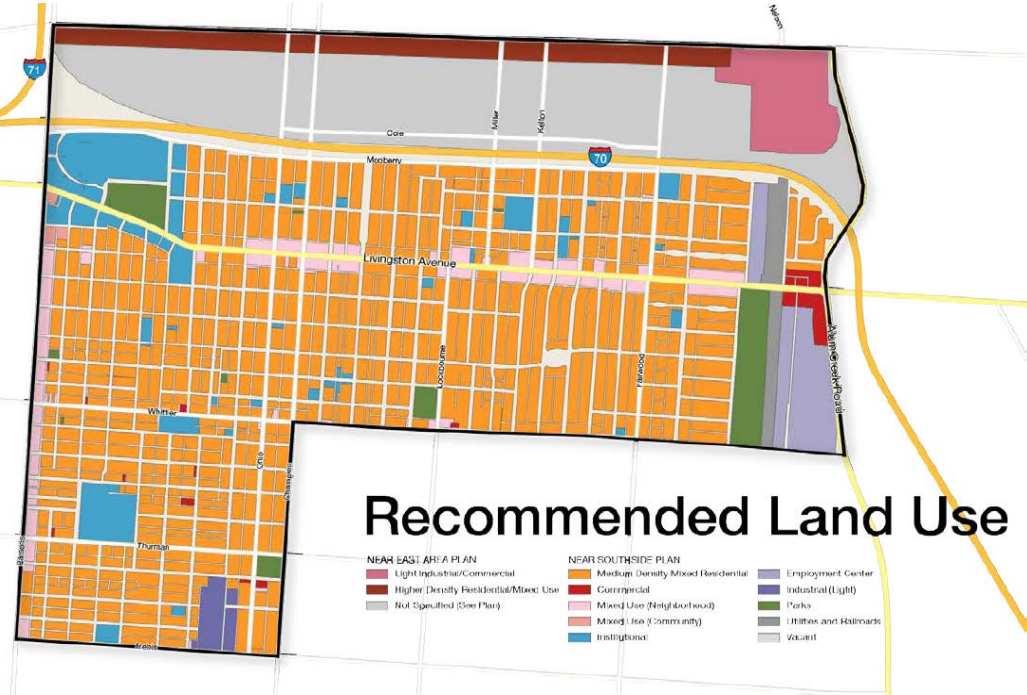 Nelson
71
Miller
Kelton
Cole
70
Mooberry
Livingston Avenue
Lockbourne
Fairwood
Alum Creek Drive
Whittier
Ohio
Champion
Parsons
Thurman
Frebis
Recommended Land Use
NEAR EAST AREA PLAN
Light Industrial/Commercial
Higher Density Residential/Mixed Use
Not Specified (See Plan)
NEAR SOUTHSIDE PLAN
Medium Density Mixed Residential
Commercial
Mixed Use (Neighborhood)
Mixed Use (Community)
Institutional
Employment Center
Industrial (Light)
Parks
Utilities and Railroads
Vacant